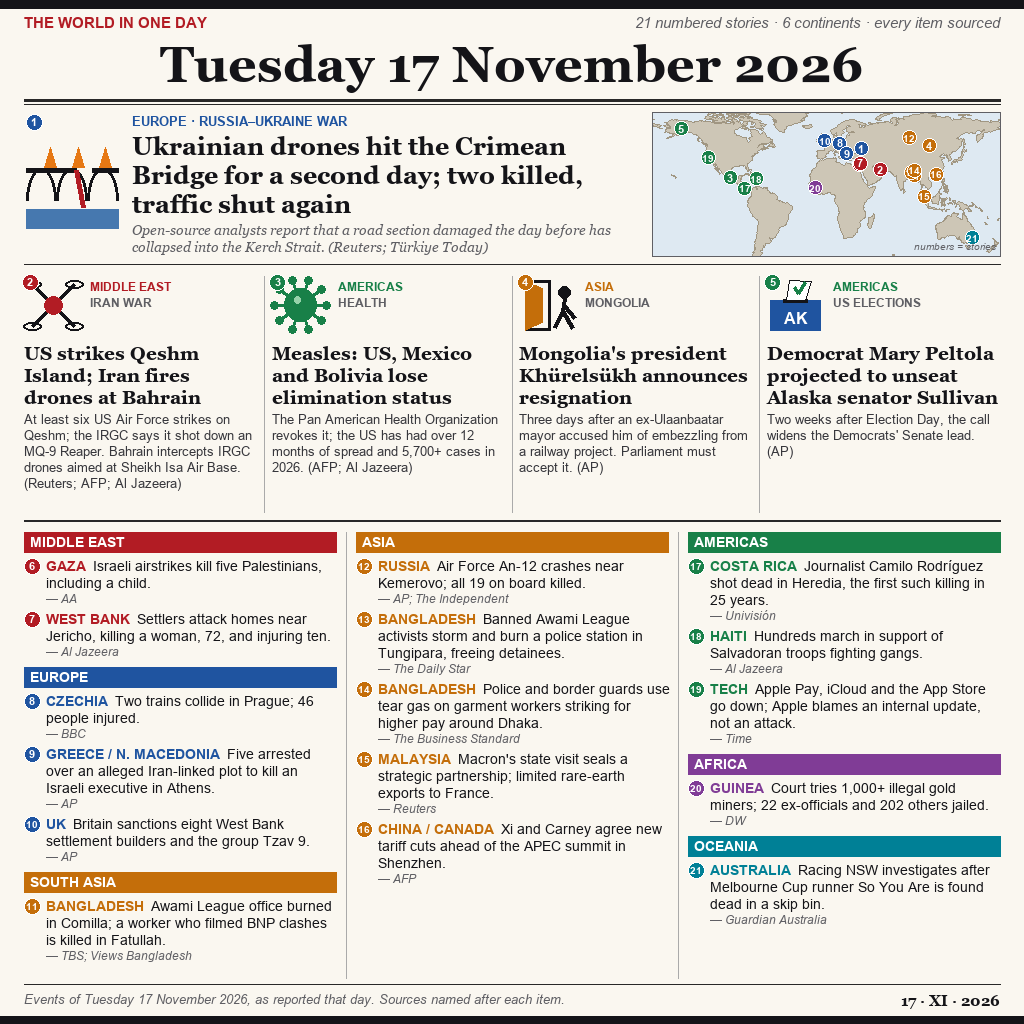 THE WORLD IN ONE DAY
21 numbered stories · 6 continents · every item sourced
Tuesday 17 November 2026
1
EUROPE · RUSSIA–UKRAINE WAR
Ukrainian drones hit the Crimean
Bridge for a second day; two killed,
traffic shut again
Open-source analysts report that a road section damaged the day before has
collapsed into the Kerch Strait. (Reuters; Türkiye Today)
5
19
3
17
18
20
10
8
9
1
7
2
12
4
14
16
15
21
numbers = stories
2
MIDDLE EAST
IRAN WAR
US strikes Qeshm
Island; Iran fires
drones at Bahrain
At least six US Air Force strikes on
Qeshm; the IRGC says it shot down an
MQ-9 Reaper. Bahrain intercepts IRGC
drones aimed at Sheikh Isa Air Base.
(Reuters; AFP; Al Jazeera)
3
AMERICAS
HEALTH
Measles: US, Mexico
and Bolivia lose
elimination status
The Pan American Health Organization
revokes it; the US has had over 12
months of spread and 5,700+ cases in
2026. (AFP; Al Jazeera)
4
ASIA
MONGOLIA
Mongolia's president
Khürelsükh announces
resignation
Three days after an ex-Ulaanbaatar
mayor accused him of embezzling from
a railway project. Parliament must
accept it. (AP)
5
AK
AMERICAS
US ELECTIONS
Democrat Mary Peltola
projected to unseat
Alaska senator Sullivan
Two weeks after Election Day, the call
widens the Democrats' Senate lead.
(AP)
MIDDLE EAST
6 GAZA Israeli airstrikes kill five Palestinians,
including a child.
— AA
7 WEST BANK Settlers attack homes near
Jericho, killing a woman, 72, and injuring ten.
— Al Jazeera
EUROPE
8 CZECHIA Two trains collide in Prague; 46
people injured.
— BBC
9 GREECE / N. MACEDONIA Five arrested
over an alleged Iran-linked plot to kill an
Israeli executive in Athens.
— AP
10 UK Britain sanctions eight West Bank
settlement builders and the group Tzav 9.
— AP
SOUTH ASIA
11 BANGLADESH Awami League office burned
in Comilla; a worker who filmed BNP clashes
is killed in Fatullah.
— TBS; Views Bangladesh
ASIA
12 RUSSIA Air Force An-12 crashes near
Kemerovo; all 19 on board killed.
— AP; The Independent
13 BANGLADESH Banned Awami League
activists storm and burn a police station in
Tungipara, freeing detainees.
— The Daily Star
14 BANGLADESH Police and border guards use
tear gas on garment workers striking for
higher pay around Dhaka.
— The Business Standard
15 MALAYSIA Macron's state visit seals a
strategic partnership; limited rare-earth
exports to France.
— Reuters
16 CHINA / CANADA Xi and Carney agree new
tariff cuts ahead of the APEC summit in
Shenzhen.
— AFP
AMERICAS
17 COSTA RICA Journalist Camilo Rodríguez
shot dead in Heredia, the first such killing in
25 years.
— Univisión
18 HAITI Hundreds march in support of
Salvadoran troops fighting gangs.
— Al Jazeera
19 TECH Apple Pay, iCloud and the App Store
go down; Apple blames an internal update,
not an attack.
— Time
AFRICA
20 GUINEA Court tries 1,000+ illegal gold
miners; 22 ex-officials and 202 others jailed.
— DW
OCEANIA
21 AUSTRALIA Racing NSW investigates after
Melbourne Cup runner So You Are is found
dead in a skip bin.
— Guardian Australia
Events of Tuesday 17 November 2026, as reported that day. Sources named after each item.
17 · XI · 2026